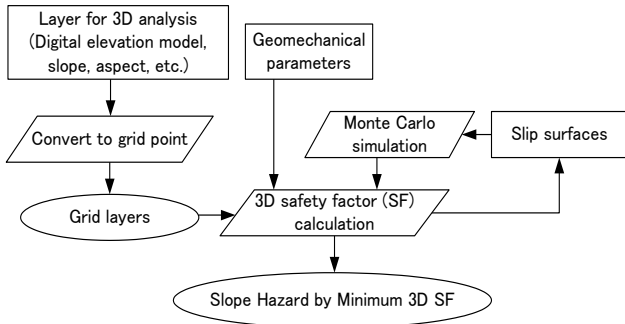 Layer for 3D analysis
(Digital elevation model,
slope, aspect, etc.)
Geomechanical
parameters
Convert to grid point
Monte Carlo
simulation
Slip surfaces
Grid layers
3D safety factor (SF)
calculation
Slope Hazard by Minimum 3D SF